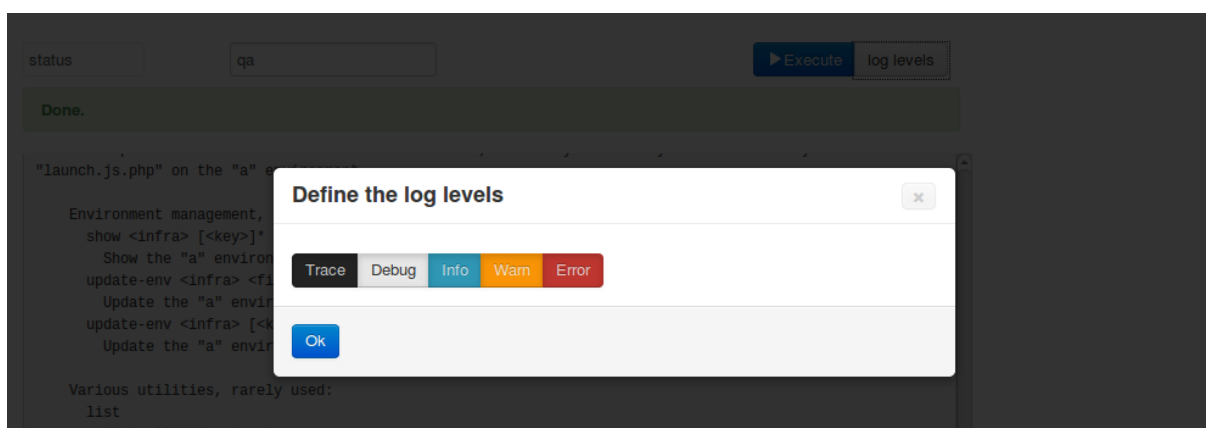 status qa Execute log levels
Done.
"launch.js.php" on the "a"
Define the log levels
×
Environment management,
show <infra> [<key>]*
Show the "a" environ
update-env <infra> <fi
Update the "a" envir
update-env <infra> [<k
Update the "a" envir
Trace Debug Info Warn Error
Ok
Various utilities, rarely used:
list